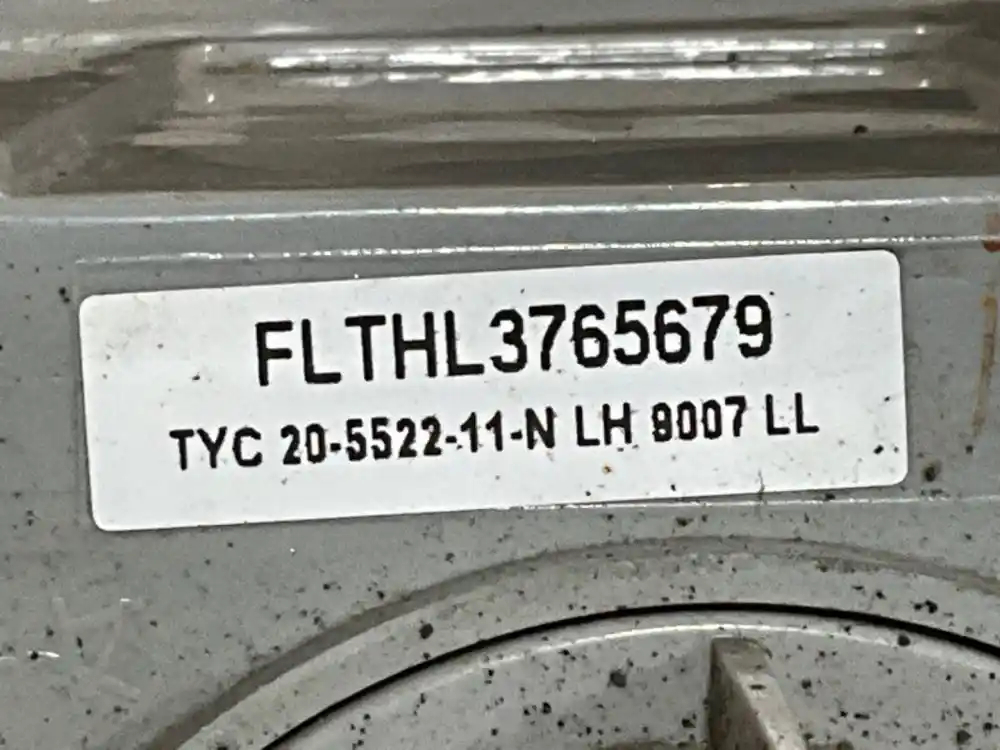 FLTHL3765679
TYC 20-5522-11-N LH 9007 LL